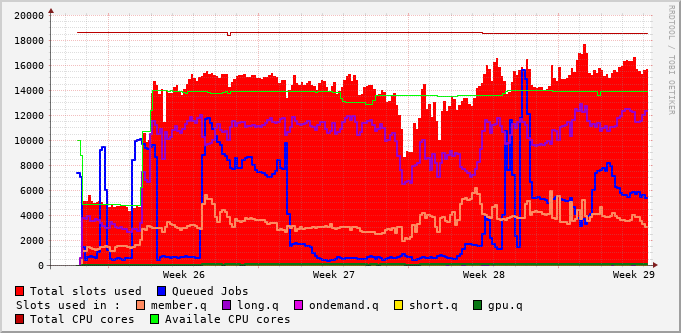 20000
18000
16000
14000
12000
10000
8000
6000
4000
2000
0
Week 26 Week 27 Week 28 Week 29
RRDTOOL / TOBI OETIKER
Total slots used Queued Jobs
Slots used in : member.q long.q ondemand.q short.q gpu.q
Total CPU cores Availale CPU cores